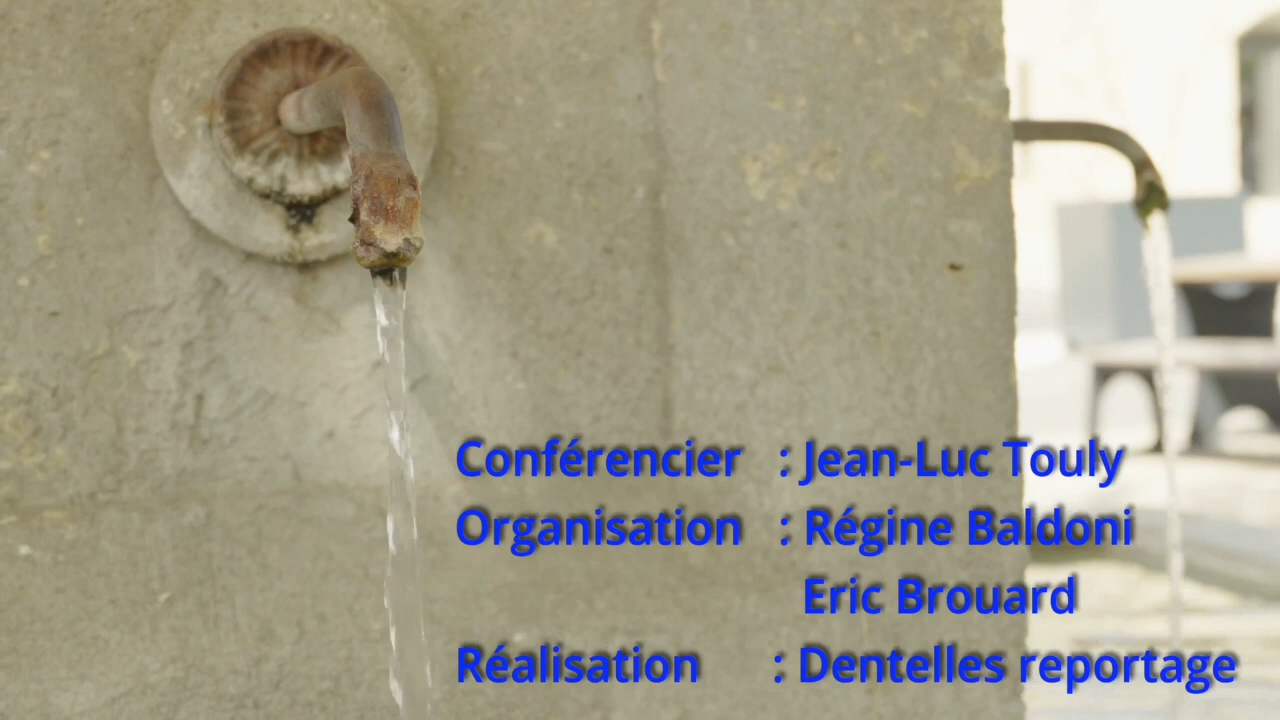 Conférencier : Jean-Luc Touly
Organisation : Régine Baldoni
Eric Brouard
Réalisation : Dentelles reportage